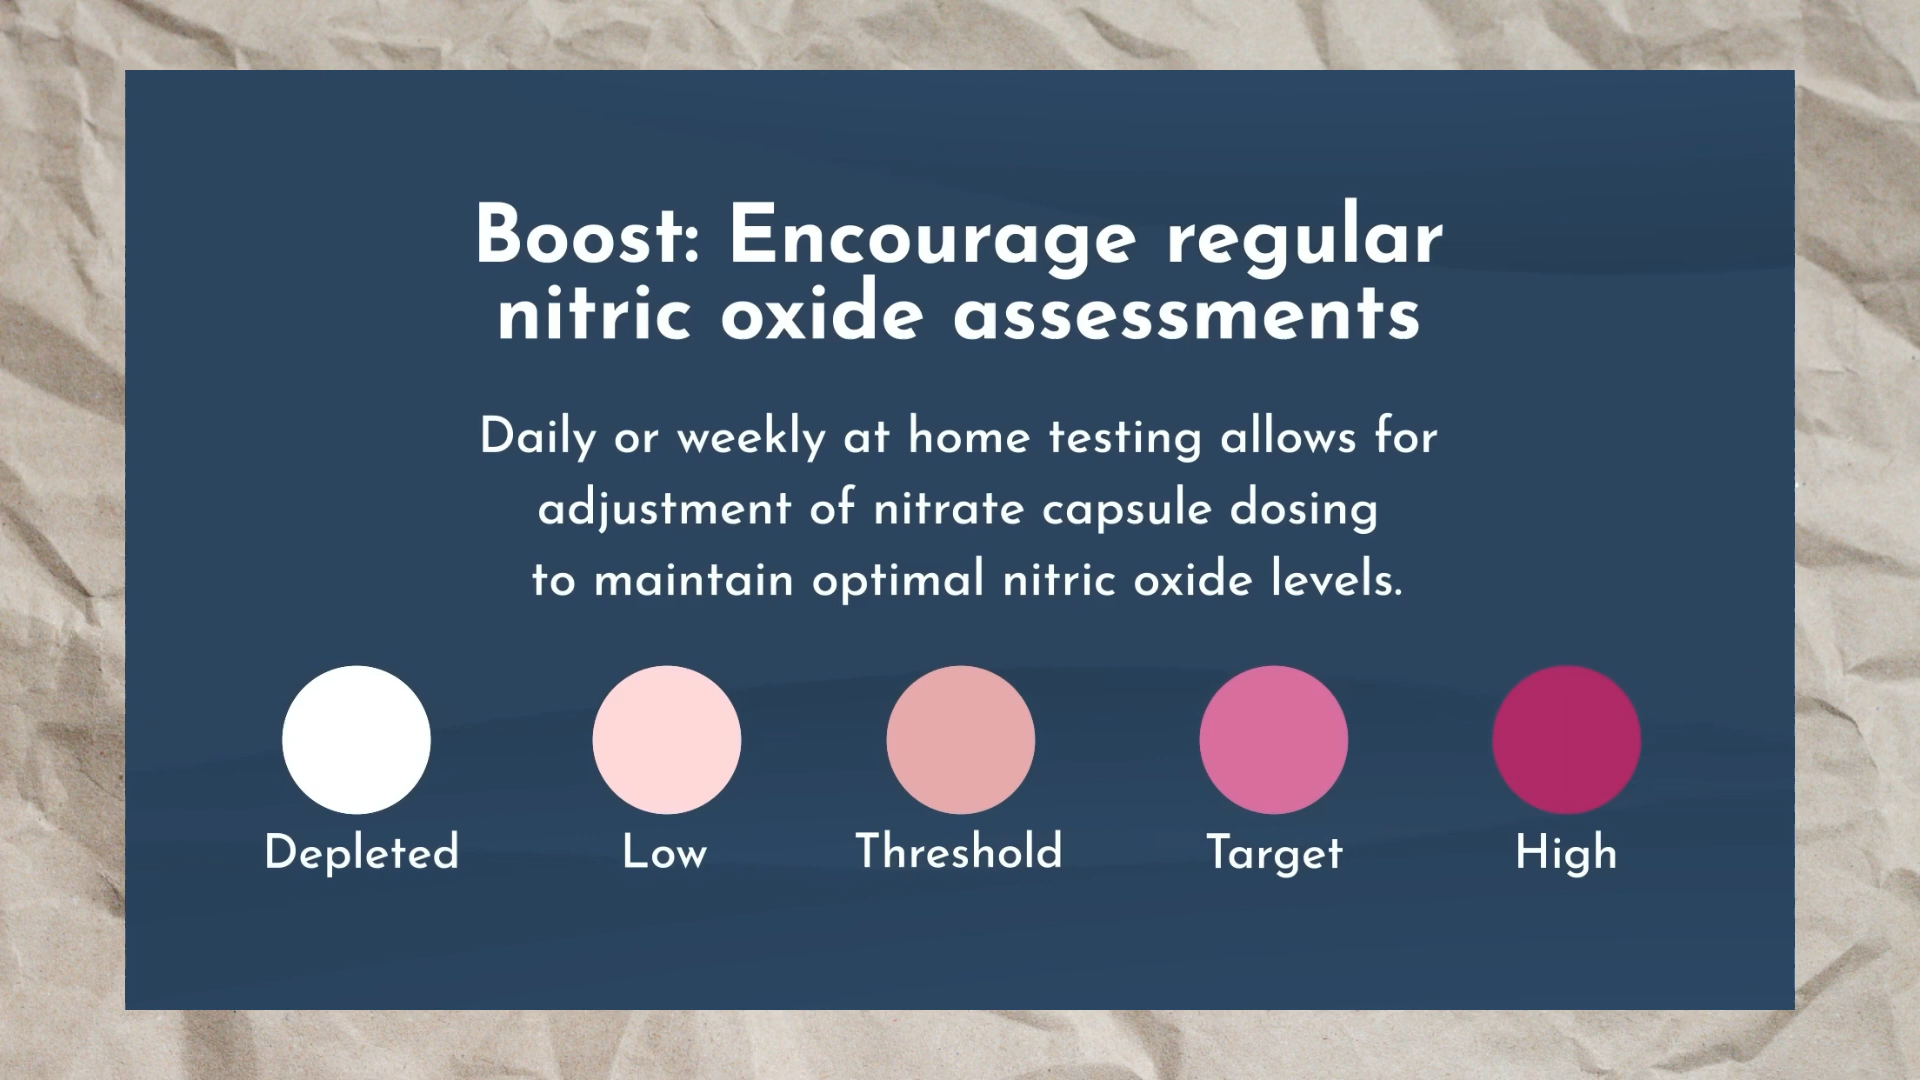 Boost: Encourage regular
nitric oxide assessments
Daily or weekly at home testing allows for
adjustment of nitrate capsule dosing
to maintain optimal nitric oxide levels.
Depleted
Low
Threshold
Target
High